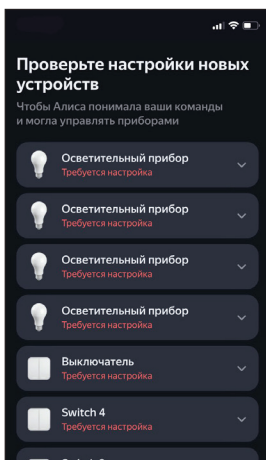 Проверьте настройки новых
устройств
Чтобы Алиса понимала ваши команды
и могла управлять приборами
Осветительный прибор
Требуется настройка
Осветительный прибор
Требуется настройка
Осветительный прибор
Требуется настройка
Осветительный прибор
Требуется настройка
Выключатель
Требуется настройка
Switch 4
Требуется настройка